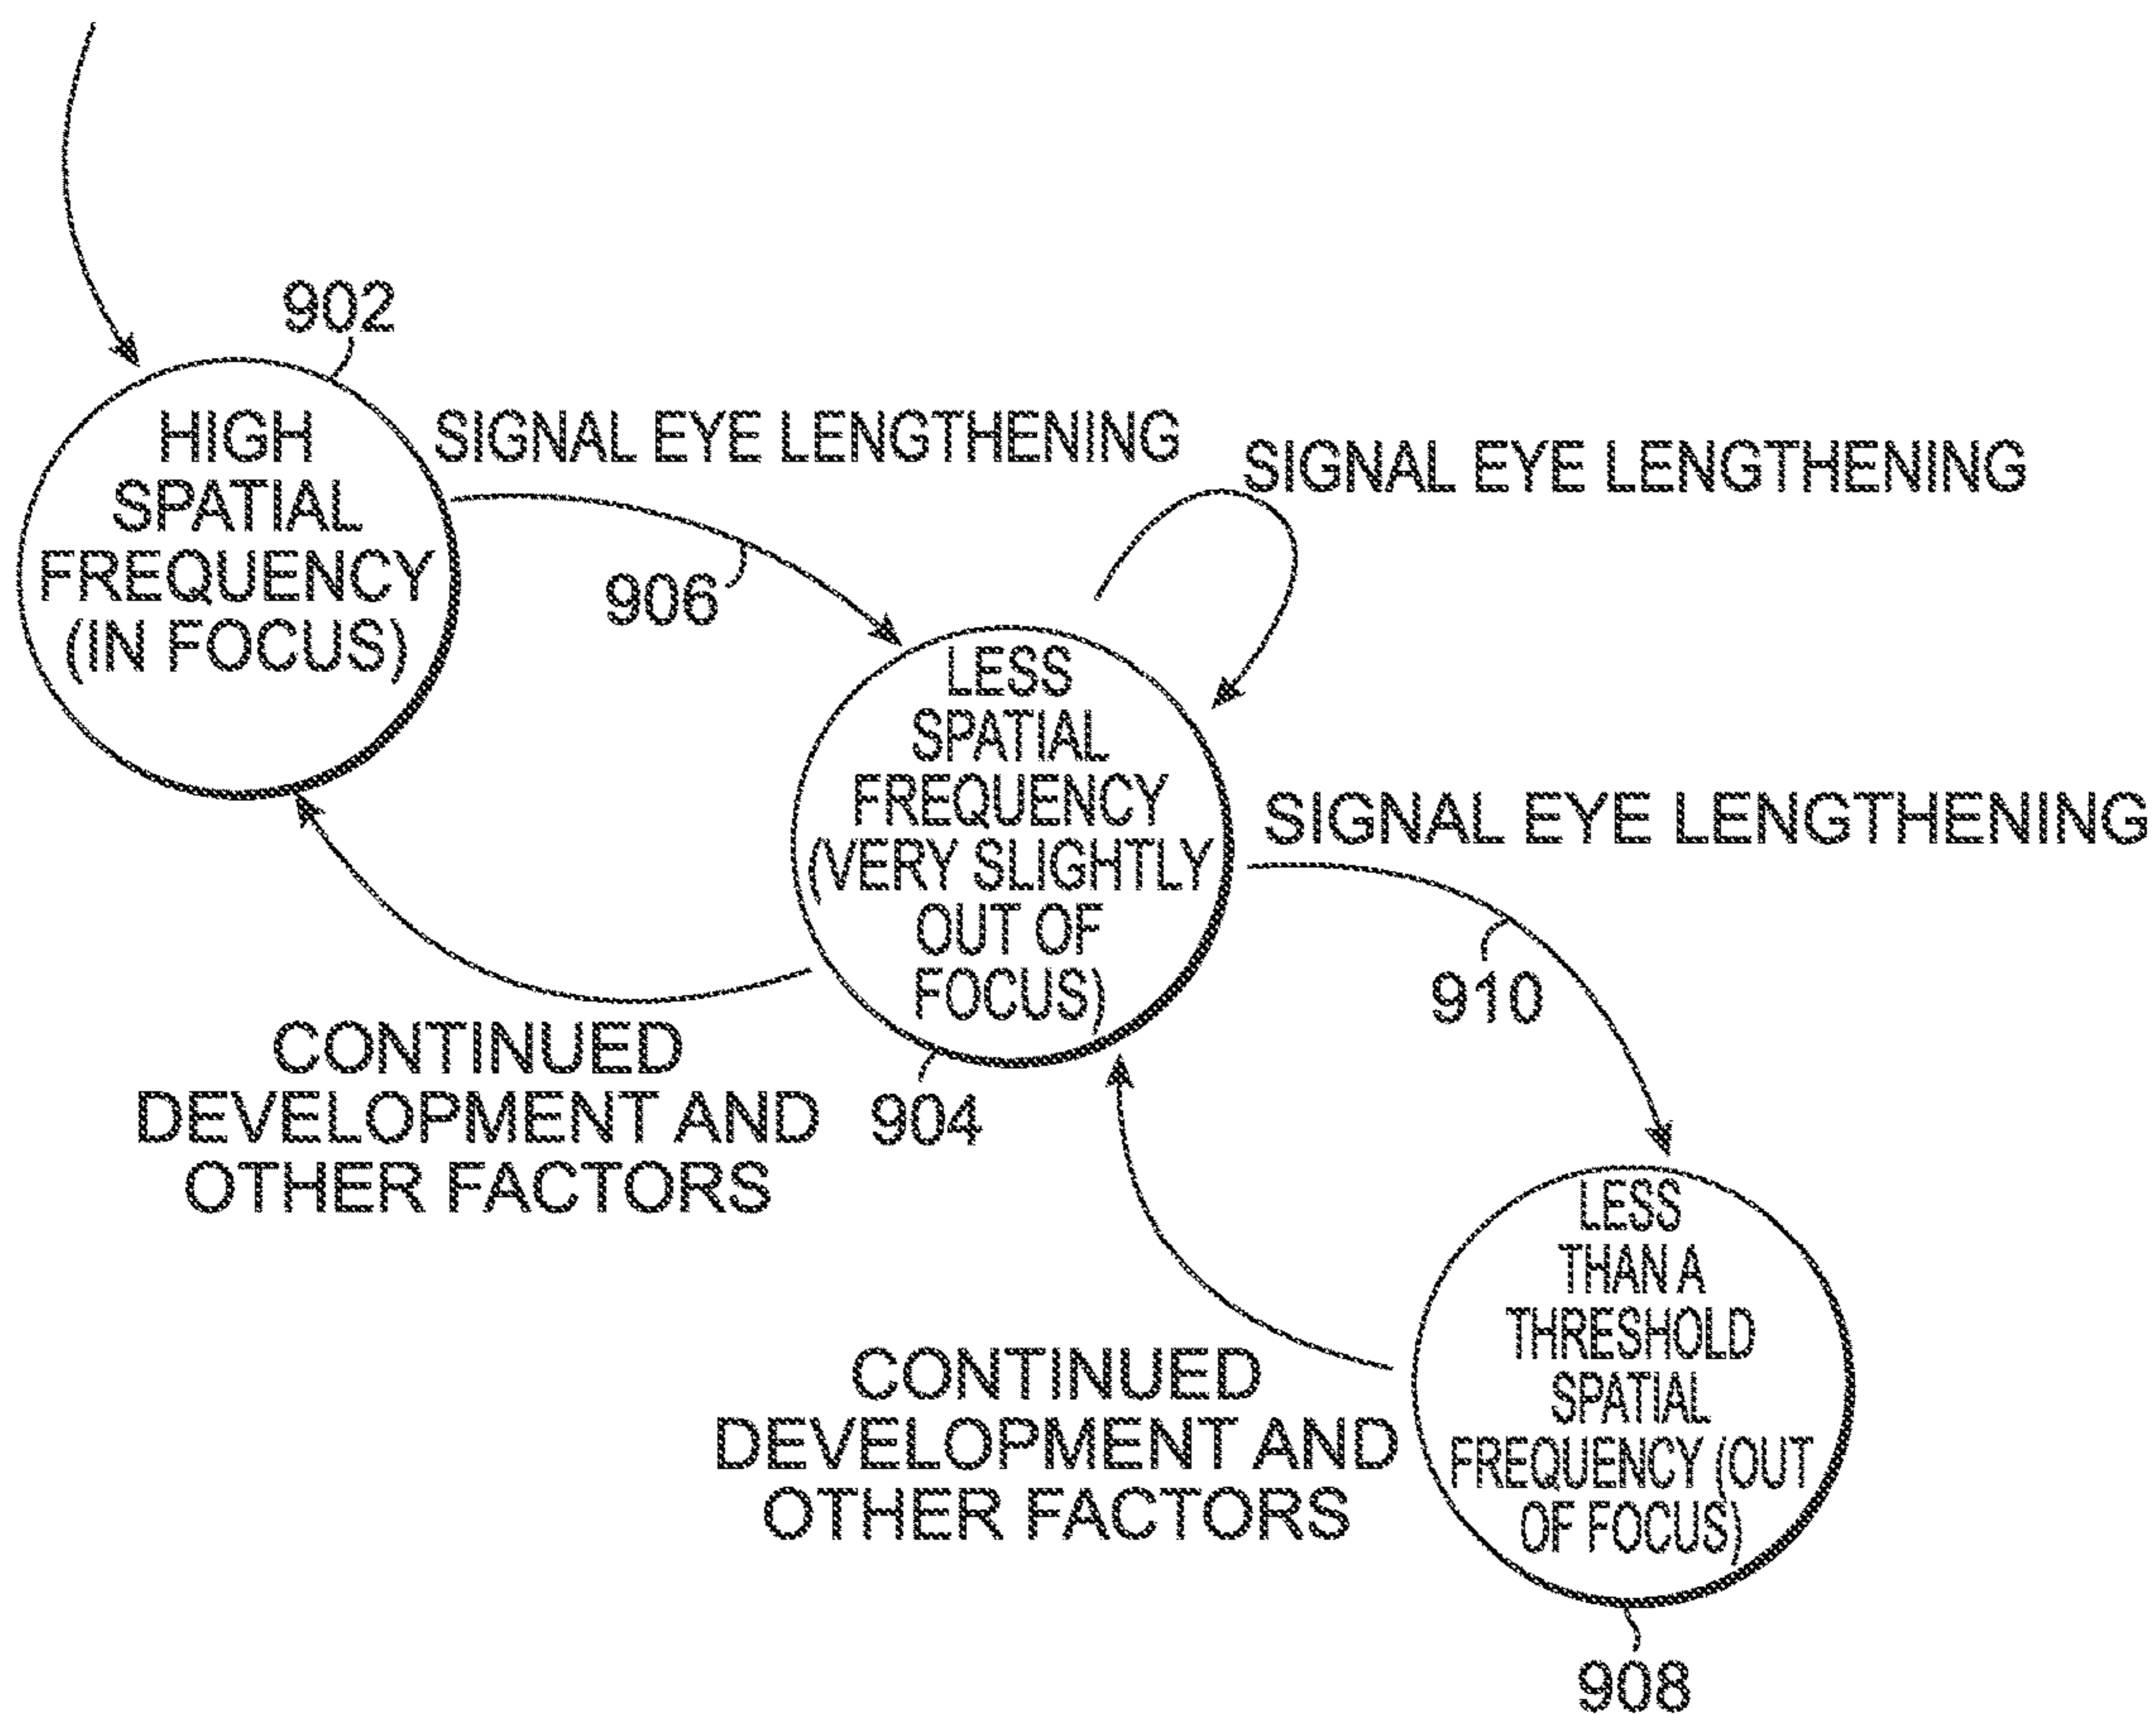 902
HIGH
SPATIAL
FREQUENCY
(IN FOCUS)
SIGNAL EYE LENGTHENING
906
SIGNAL EYE LENGTHENING
LESS
SPATIAL
FREQUENCY
(VERY SLIGHTLY
OUT OF
FOCUS)
904
SIGNAL EYE LENGTHENING
910
CONTINUED
DEVELOPMENT AND
OTHER FACTORS
LESS
THAN A
THRESHOLD
SPATIAL
FREQUENCY (OUT
OF FOCUS)
908
CONTINUED
DEVELOPMENT AND
OTHER FACTORS